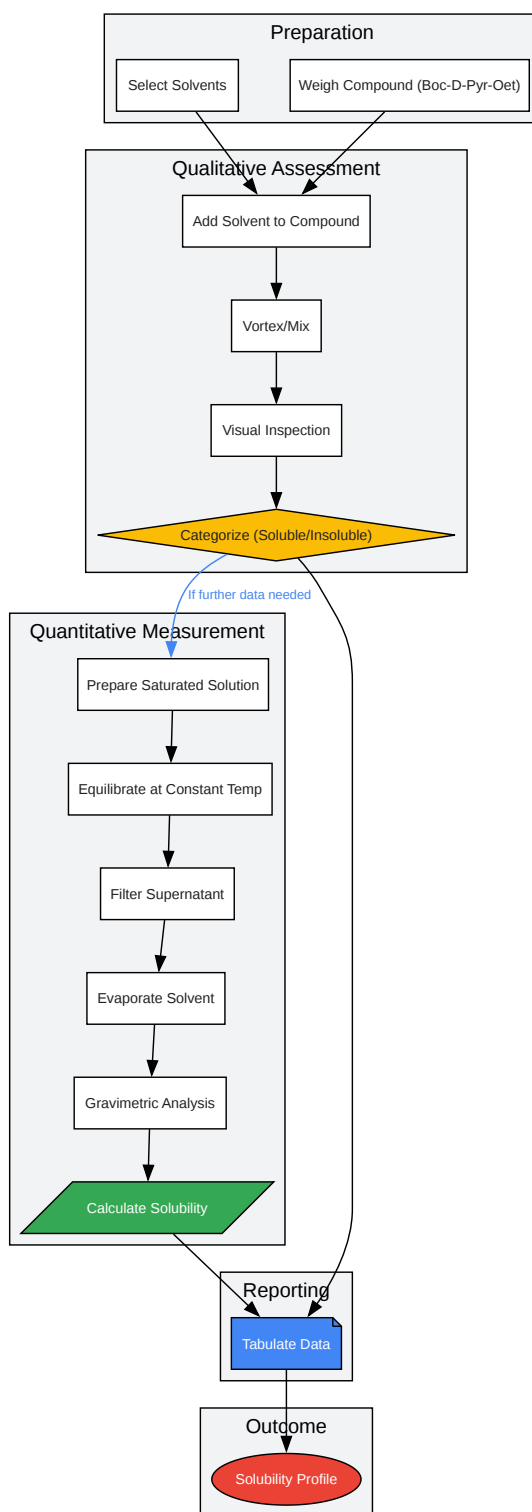 Preparation
Select Solvents
Weigh Compound (Boc-D-Pyr-Oet)
Qualitative Assessment
Add Solvent to Compound
Vortex/Mix
Visual Inspection
Categorize (Soluble/Insoluble)
If further data needed
Quantitative Measurement
Prepare Saturated Solution
Equilibrate at Constant Temp
Filter Supernatant
Evaporate Solvent
Gravimetric Analysis
Calculate Solubility
Reporting
Tabulate Data
Outcome
Solubility Profile